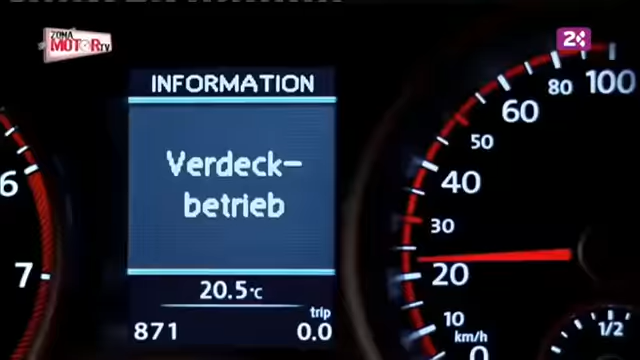 ZONA
MOTOR TV
2
INFORMATION
Verdeck-
betrieb
20.5°C
trip
871
0.0
6
7
100
80
60
50
40
30
20
10
km/h
0
1/2